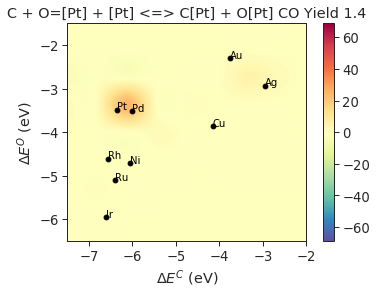 C + O=[Pt] + [Pt] <=> C[Pt] + O[Pt] CO Yield 1.4
−2
−3
−4
−5
−6
ΔE^O (eV)
Au
Ag
Pt
Pd
Cu
Rh
Ni
Ru
Ir
−7
−6
−5
−4
−3
−2
ΔE^C (eV)
60
40
20
0
−20
−40
−60